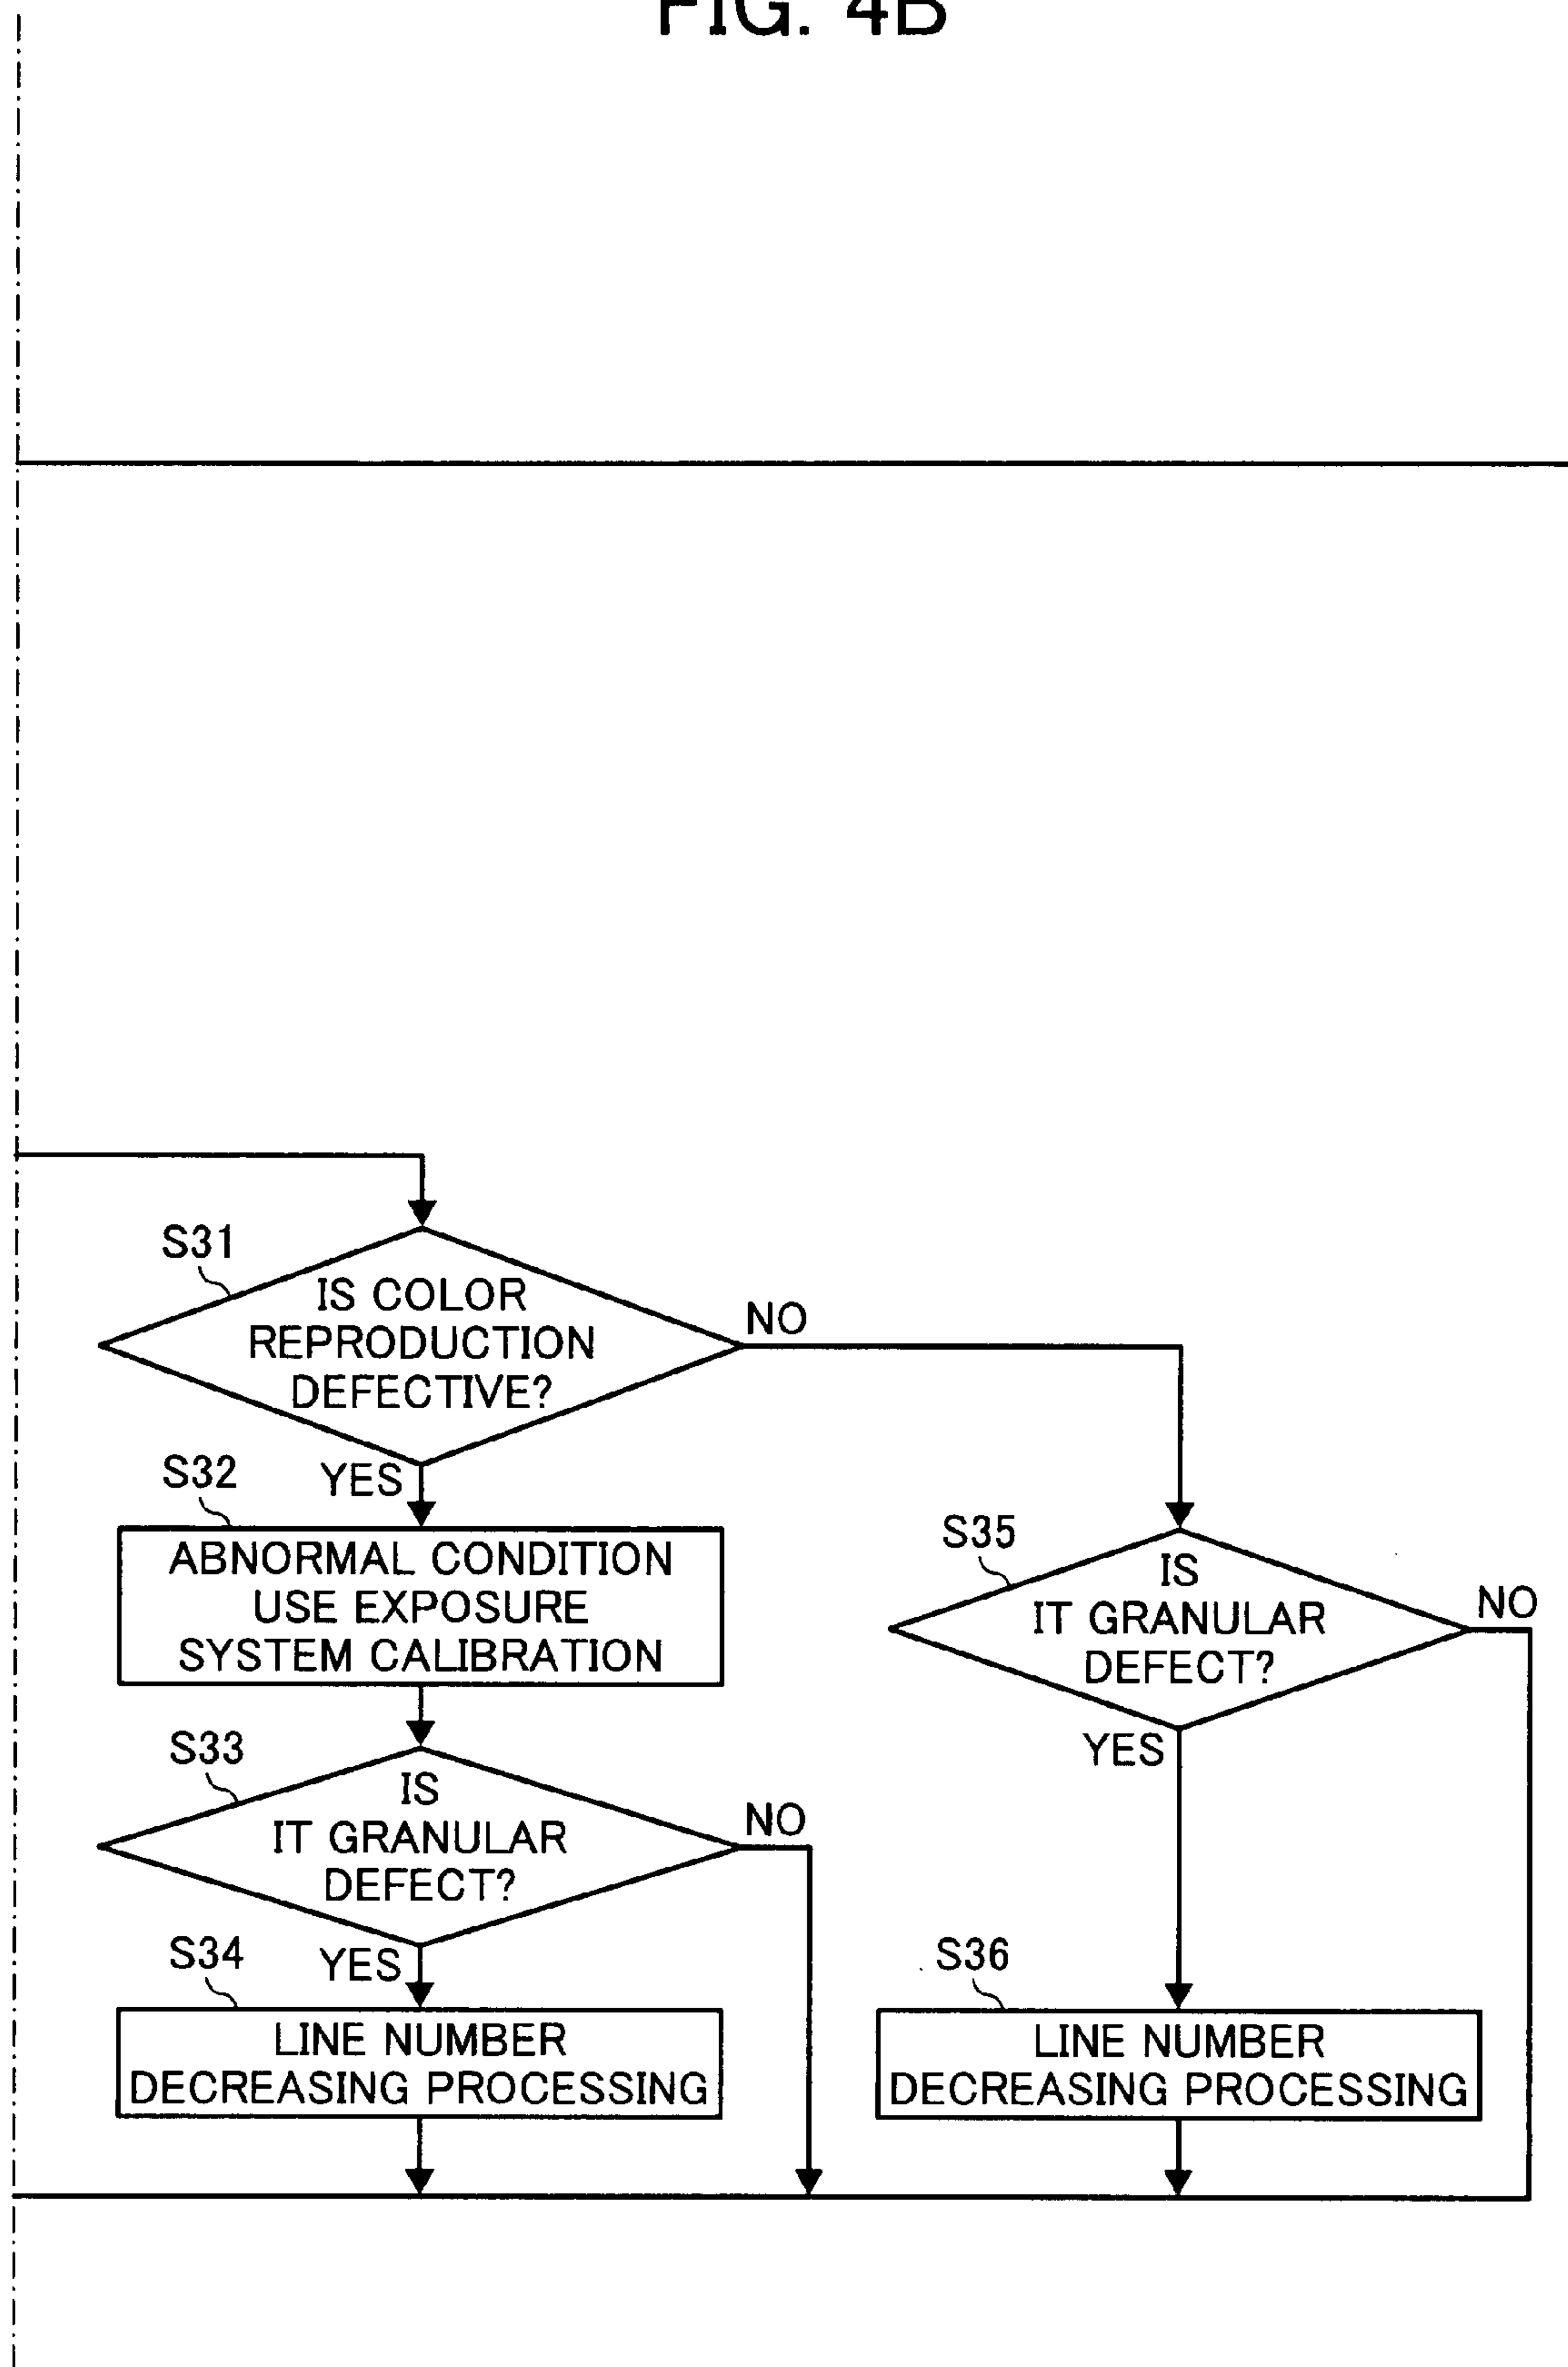 FIG. 4B
S31
IS COLOR
REPRODUCTION
DEFECTIVE?
NO
YES
S32
ABNORMAL CONDITION
USE EXPOSURE
SYSTEM CALIBRATION
S35
IS
IT GRANULAR
DEFECT?
NO
YES
S33
IS
IT GRANULAR
DEFECT?
NO
YES
S34
LINE NUMBER
DECREASING PROCESSING
S36
LINE NUMBER
DECREASING PROCESSING